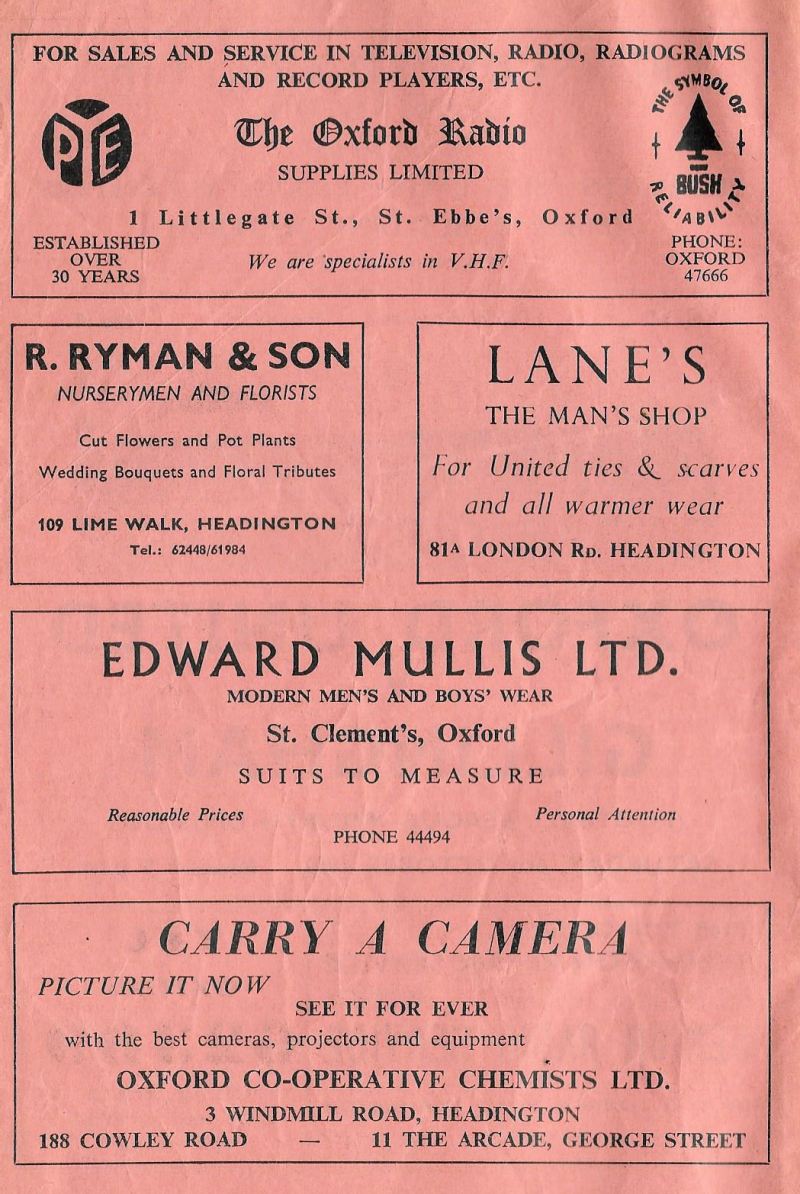 FOR SALES AND SERVICE IN TELEVISION, RADIO, RADIOGRAMS
AND RECORD PLAYERS, ETC.
PYE
The Oxford Radio
SUPPLIES LIMITED
THE SYMBOL OF
BUSH
RELIABILITY
1 Littlegate St., St. Ebbe's, Oxford
ESTABLISHED
OVER
30 YEARS
We are specialists in V.H.F.
PHONE:
OXFORD
47666
R. RYMAN & SON
NURSERYMEN AND FLORISTS
Cut Flowers and Pot Plants
Wedding Bouquets and Floral Tributes
109 LIME WALK, HEADINGTON
Tel.: 62448/61984
LANE'S
THE MAN'S SHOP
For United ties & scarves
and all warmer wear
81A LONDON RD. HEADINGTON
EDWARD MULLIS LTD.
MODERN MEN'S AND BOYS' WEAR
St. Clement's, Oxford
SUITS TO MEASURE
Reasonable Prices Personal Attention
PHONE 44494
CARRY A CAMERA
PICTURE IT NOW
SEE IT FOR EVER
with the best cameras, projectors and equipment
OXFORD CO-OPERATIVE CHEMISTS LTD.
3 WINDMILL ROAD, HEADINGTON
188 COWLEY ROAD — 11 THE ARCADE, GEORGE STREET